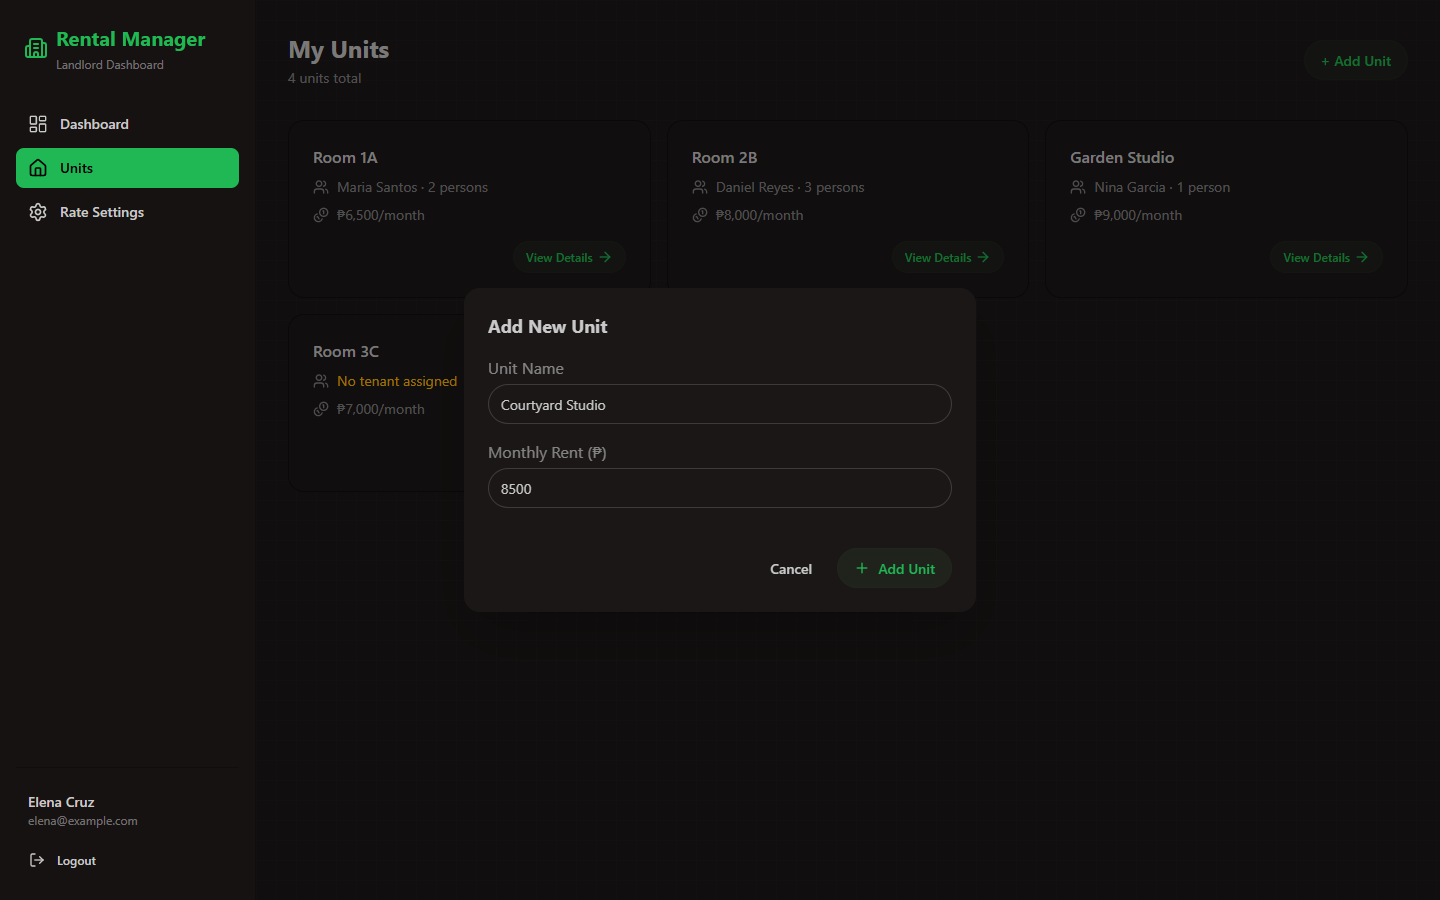 Rental Manager
Landlord Dashboard
Dashboard
Units
Rate Settings
Elena Cruz
elena@example.com
Logout
My Units
4 units total
+ Add Unit
Room 1A
Maria Santos · 2 persons
₱6,500/month
View Details
Room 2B
Daniel Reyes · 3 persons
₱8,000/month
View Details
Garden Studio
Nina Garcia · 1 person
₱9,000/month
View Details
Room 3C
No tenant assigned
₱7,000/month
Add New Unit
Unit Name
Courtyard Studio
Monthly Rent (₱)
8500
Cancel
+ Add Unit